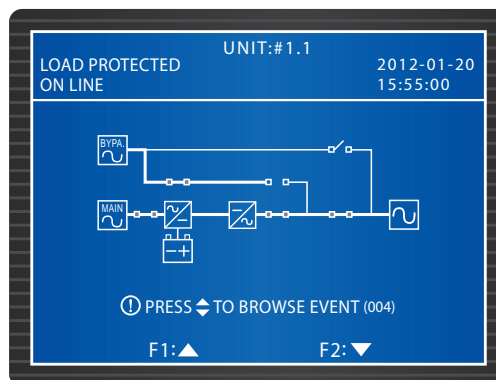 UNIT:#1.1
LOAD PROTECTED
ON LINE
2012-01-20
15:55:00
BYPA.
MAIN
PRESS TO BROWSE EVENT (004)
F1:
F2: